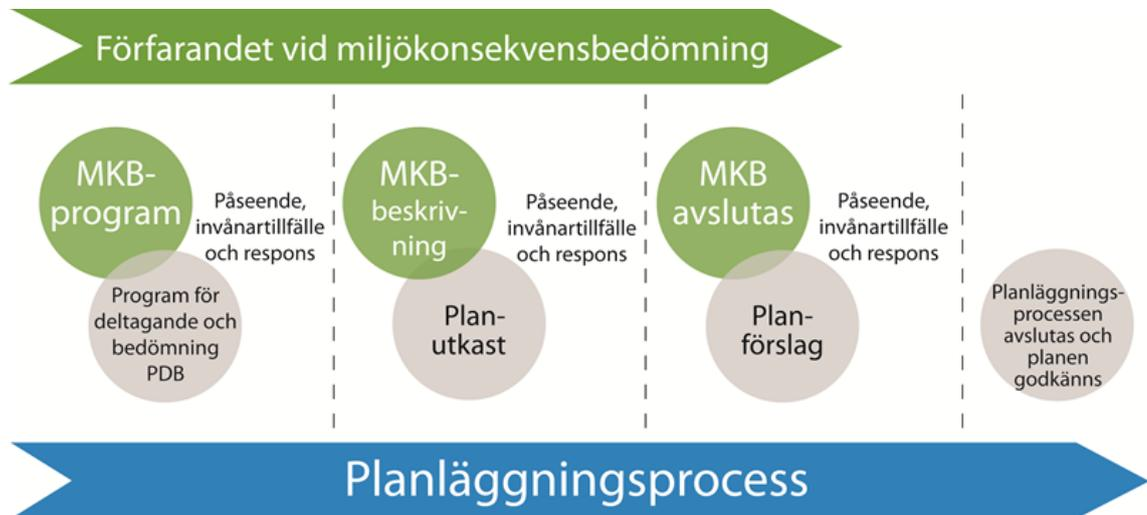 Förfarandet vid miljökonsekvensbedömning
MKB-
program
Påseende,
invånartillfälle
och respons
Program för
deltagande och
bedömning
PDB
MKB-
beskriv-
ning
Påseende,
invånartillfälle
och respons
Plan-
utkast
MKB
avslutas
Påseende,
invånartillfälle
och respons
Plan-
förslag
Planläggnings-
processen
avslutas och
planen
godkänns
Planläggningsprocess